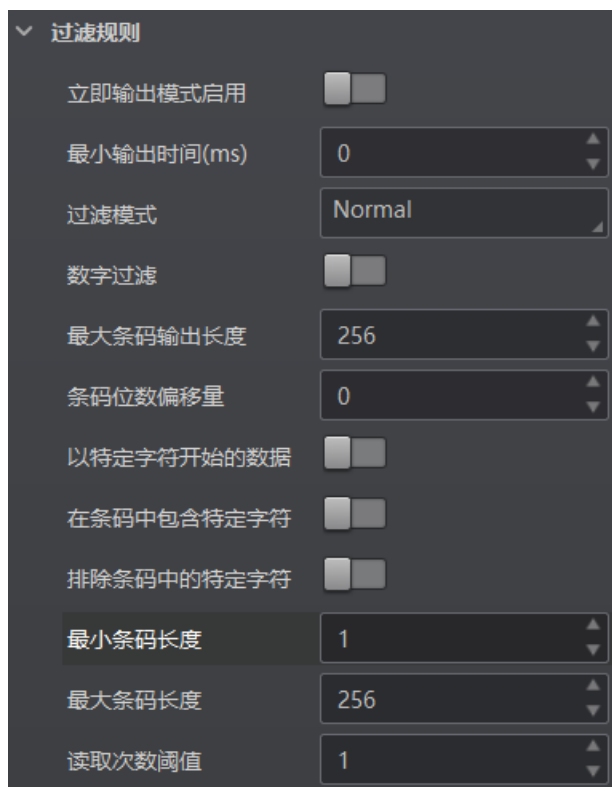 过滤规则
立即输出模式启用
最小输出时间(ms) 0
过滤模式 Normal
数字过滤
最大条码输出长度 256
条码位数偏移量 0
以特定字符开始的数据
在条码中包含特定字符
排除条码中的特定字符
最小条码长度 1
最大条码长度 256
读取次数阈值 1